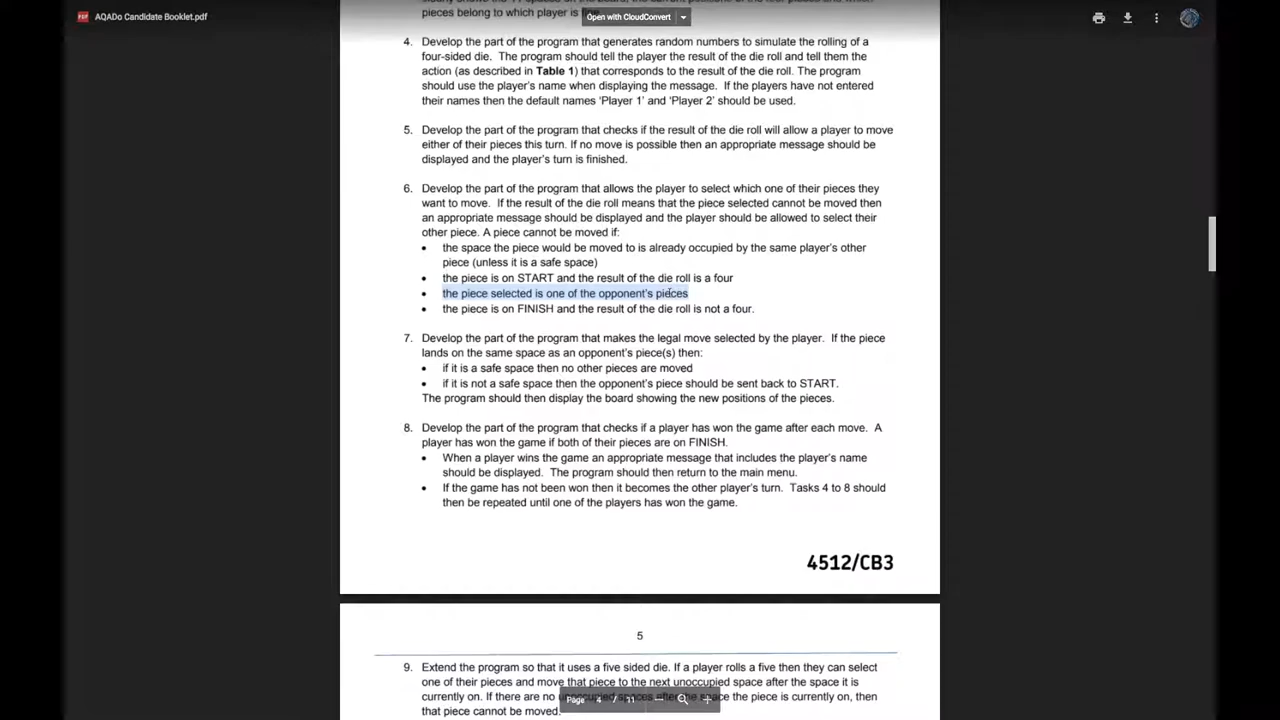 AQADo Candidate Booklet.pdf
Open with CloudConvert
pieces belong to which player is
4. Develop the part of the program that generates random numbers to simulate the rolling of a
four-sided die. The program should tell the player the result of the die roll and tell them the
action (as described in Table 1) that corresponds to the result of the die roll. The program
should use the player's name when displaying the message. If the players have not entered
their names then the default names 'Player 1' and 'Player 2' should be used.
5. Develop the part of the program that checks if the result of the die roll will allow a player to move
either of their pieces this turn. If no move is possible then an appropriate message should be
displayed and the player's turn is finished.
6. Develop the part of the program that allows the player to select which one of their pieces they
want to move. If the result of the die roll means that the piece selected cannot be moved then
an appropriate message should be displayed and the player should be allowed to select their
other piece. A piece cannot be moved if:
• the space the piece would be moved to is already occupied by the same player's other
piece (unless it is a safe space)
• the piece is on START and the result of the die roll is a four
• the piece selected is one of the opponent's pieces
• the piece is on FINISH and the result of the die roll is not a four.
7. Develop the part of the program that makes the legal move selected by the player. If the piece
lands on the same space as an opponent's piece(s) then:
• if it is a safe space then no other pieces are moved
• if it is not a safe space then the opponent's piece should be sent back to START.
The program should then display the board showing the new positions of the pieces.
8. Develop the part of the program that checks if a player has won the game after each move. A
player has won the game if both of their pieces are on FINISH.
• When a player wins the game an appropriate message that includes the player's name
should be displayed. The program should then return to the main menu.
• If the game has not been won then it becomes the other player's turn. Tasks 4 to 8 should
then be repeated until one of the players has won the game.
4512/CB3
5
9. Extend the program so that it uses a five sided die. If a player rolls a five then they can select
one of their pieces and move that piece to the next unoccupied space after the space it is
currently on. If there are no unoccupied spaces after the space the piece is currently on, then
that piece cannot be moved.
Page 4 / 11